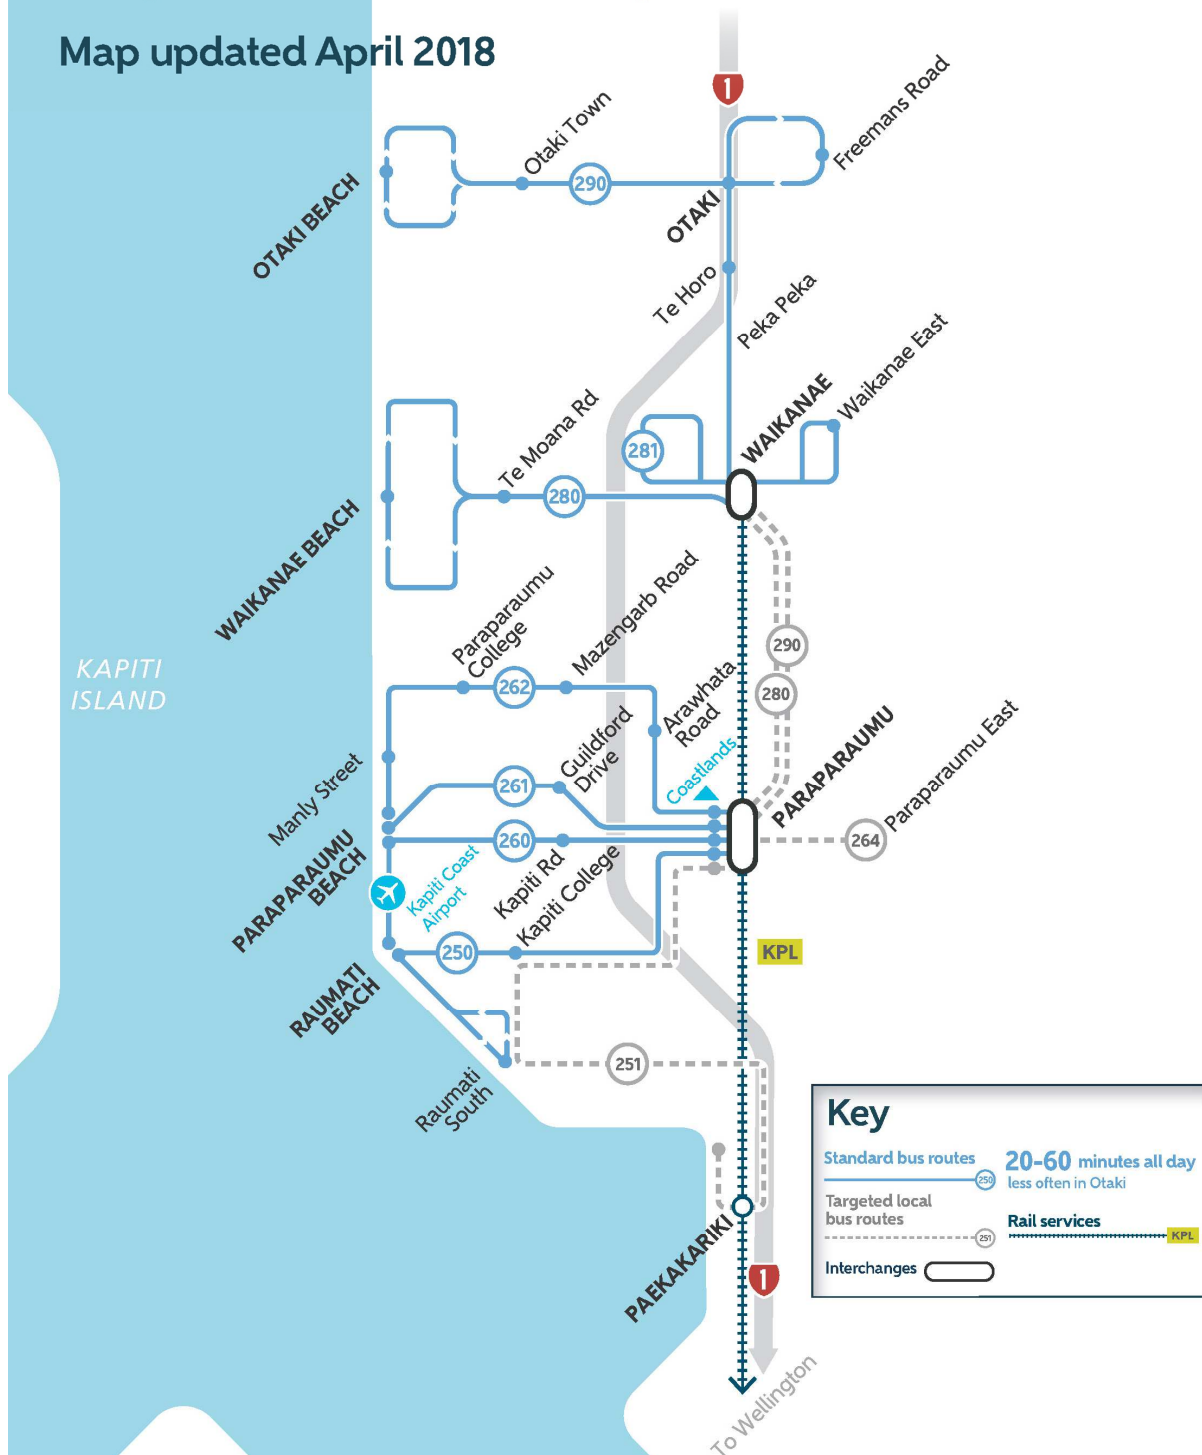 Map updated April 2018
1
Freemans Road
Otaki Town
290
OTAKI BEACH
OTAKI
Te Horo
Peka Peka
Waikanae East
WAIKANAE
Te Moana Rd
281
280
WAIKANAE BEACH
Paraparaumu
College
Mazengarb Road
290
KAPITI
ISLAND
262
280
Arawhata
Road
Guildford
Drive
Coastlands
PARAPARAUMU
Paraparaumu East
Manly Street
261
260
264
PARAPARAUMU
BEACH
Kapiti Coast
Airport
Kapiti Rd
Kapiti College
250
KPL
RAUMATI
BEACH
251
Raumati
South
Key
Standard bus routes
250
20-60 minutes all day
less often in Otaki
Targeted local
bus routes
251
Rail services
KPL
Interchanges
PAEKAKARIKI
1
To Wellington